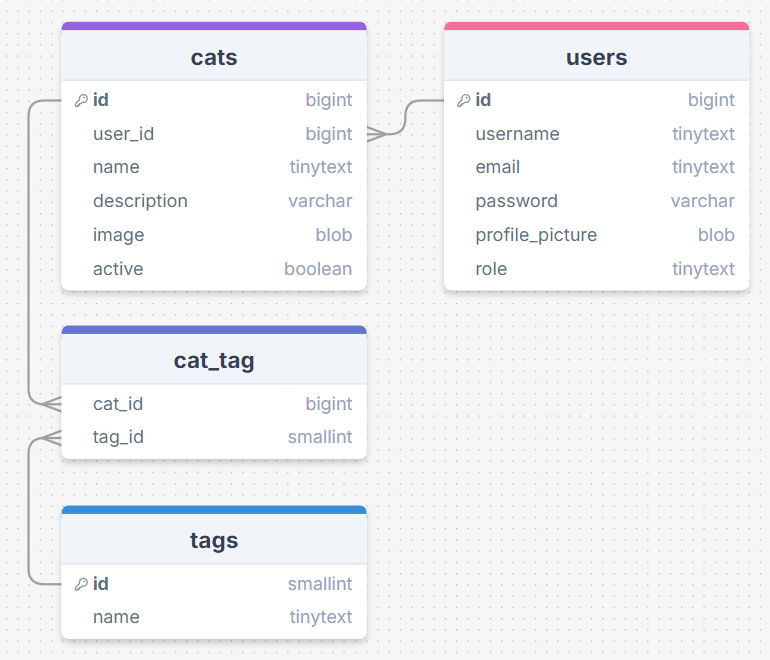 cats
id bigint
user_id bigint
name tinytext
description varchar
image blob
active boolean
users
id bigint
username tinytext
email tinytext
password varchar
profile_picture blob
role tinytext
cat_tag
cat_id bigint
tag_id smallint
tags
id smallint
name tinytext